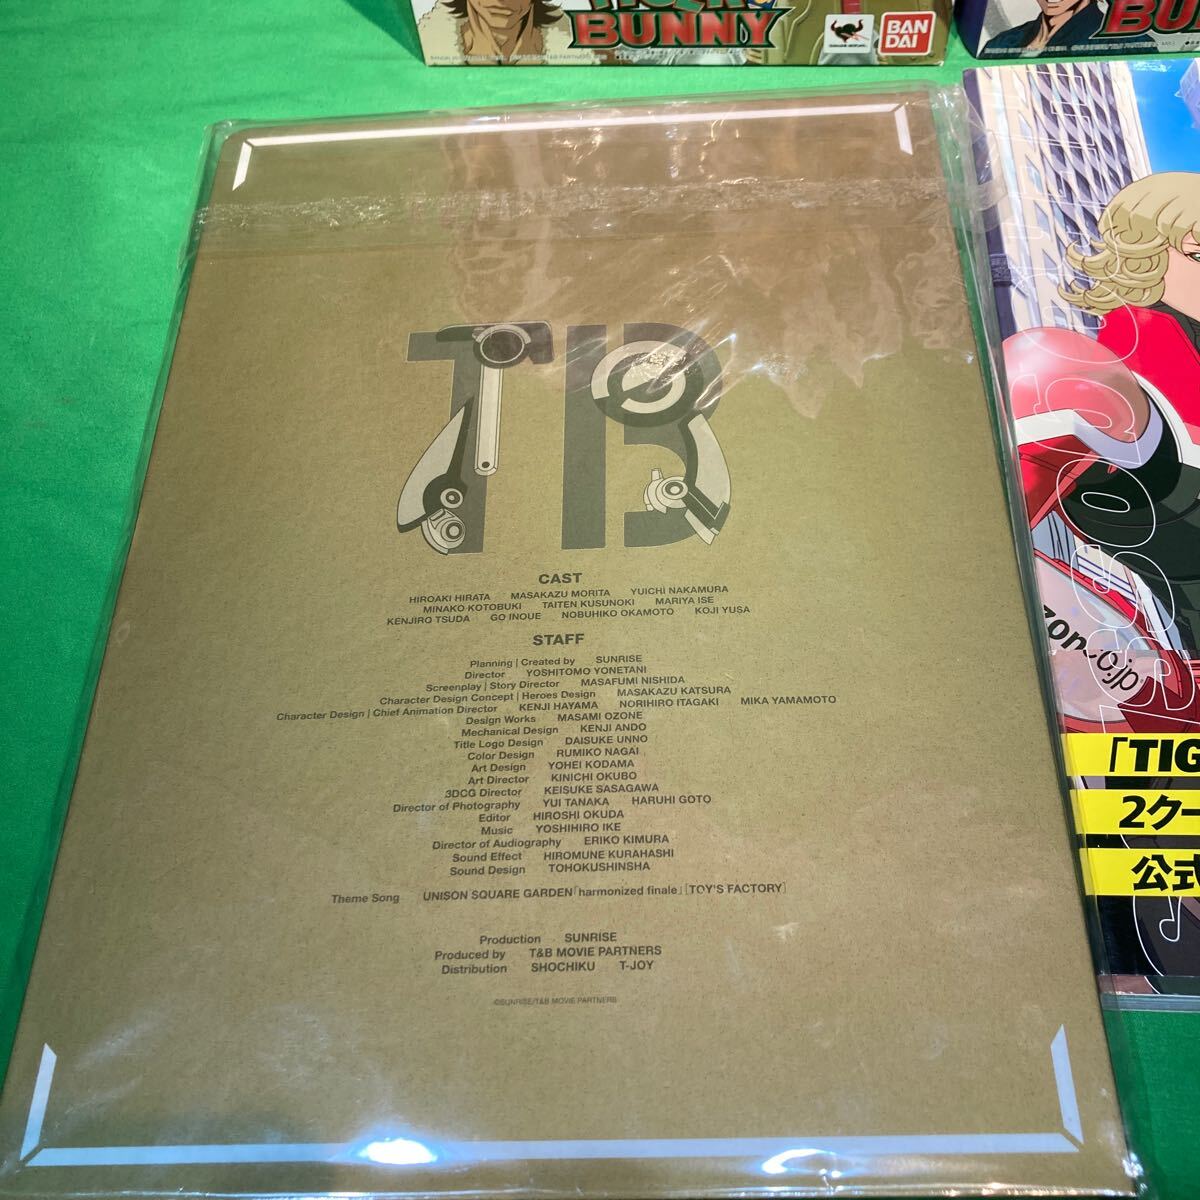 TIGER
BUNNY
BAN
DAI
BUN
TB
CAST
HIROAKI HIRATA MASAKAZU MORITA YUICHI NAKAMURA
MINAKO KOTOBUKI TAITEN KUSUNOKI MARIYA ISE
KENJIRO TSUDA GO INOUE NOBUHIKO OKAMOTO KOJI YUSA
STAFF
Planning | Created by SUNRISE
Director YOSHITOMO YONETANI
Screenplay | Story Director MASAFUMI NISHIDA
Character Design Concept | Heroes Design MASAKAZU KATSURA
Character Design | Chief Animation Director KENJI HAYAMA NORIHIRO ITAGAKI MIKA YAMAMOTO
Design Works MASAMI OZONE
Mechanical Design KENJI ANDO
Title Logo Design DAISUKE UNNO
Color Design RUMIKO NAGAI
Art Design YOHEI KODAMA
Art Director KINICHI OKUBO
3DCG Director KEISUKE SASAGAWA
Director of Photography YUI TANAKA HARUHI GOTO
Editor HIROSHI OKUDA
Music YOSHIHIRO IKE
Director of Audiography ERIKO KIMURA
Sound Effect HIROMUNE KURAHASHI
Sound Design TOHOKUSHINSHA
Theme Song UNISON SQUARE GARDEN「harmonized finale」[TOY'S FACTORY]
Production SUNRISE
Produced by T&B MOVIE PARTNERS
Distribution SHOCHIKU T-JOY
©SUNRISE/T&B MOVIE PARTNERS
zon.co.jp
「TIG
2クー
公式